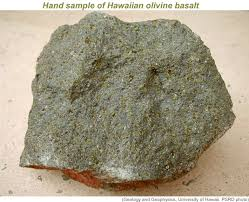 Hand sample of Hawaiian olivine basalt
(Geology and Geophysics, University of Hawaii. PSRD photo)